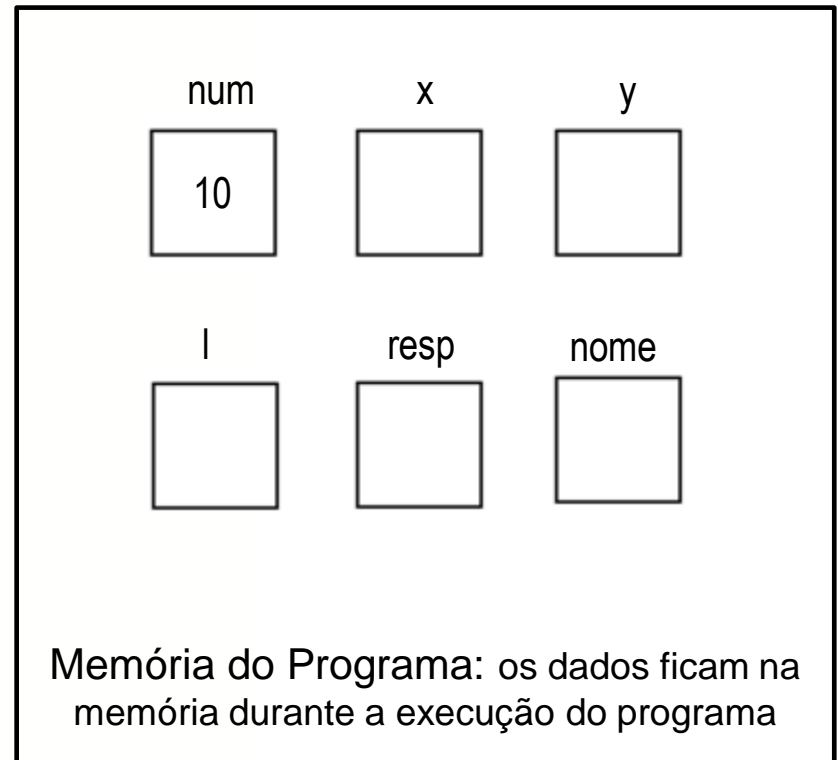 num x y
10
l resp nome
Memória do Programa: os dados ficam na
memória durante a execução do programa